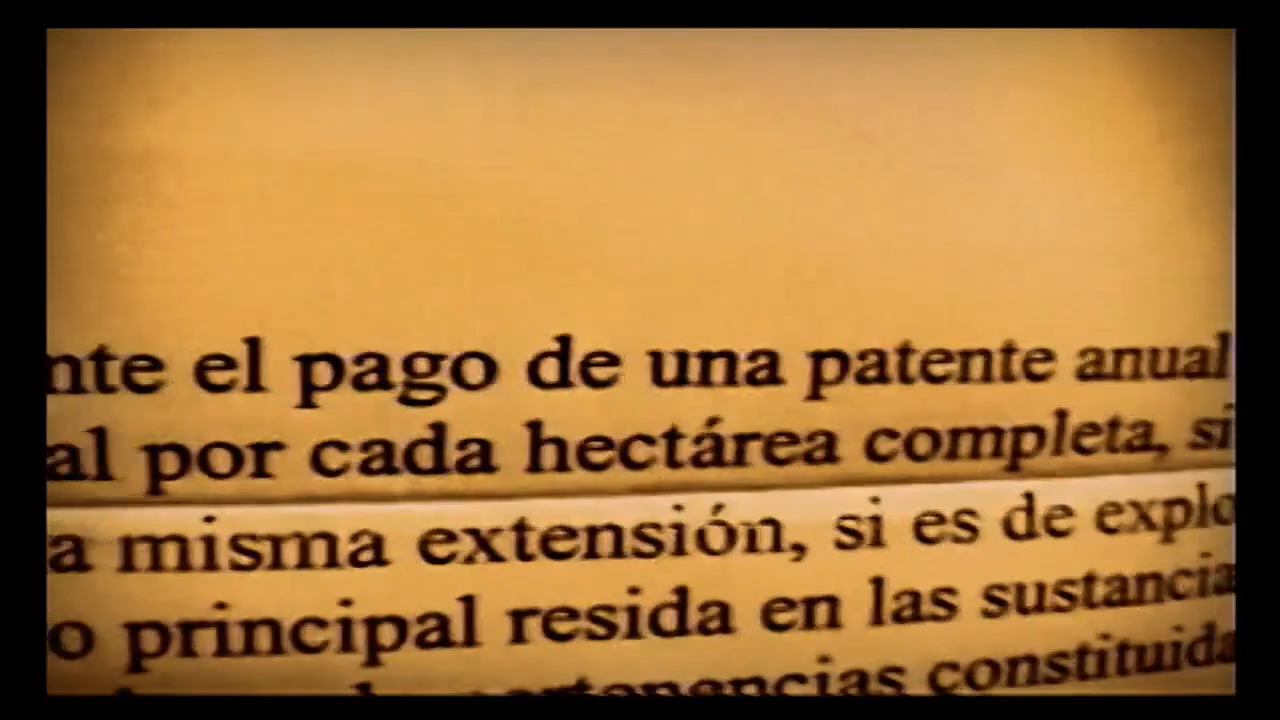 nte el pago de una patente anual
al por cada hectárea completa, si
a misma extensión, si es de explo
o principal resida en las sustancia
pertenencias constituida